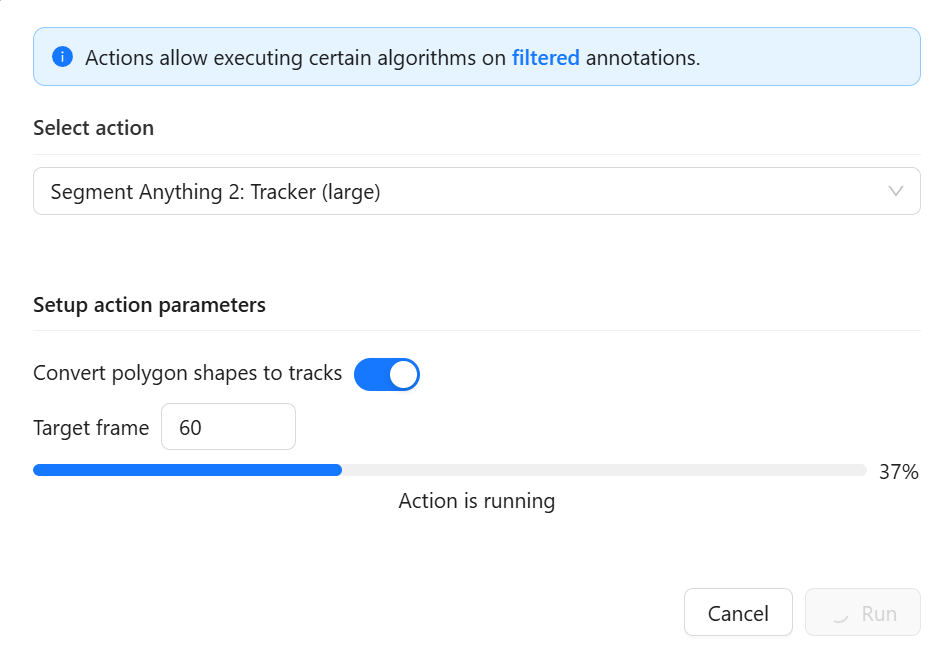 Actions allow executing certain algorithms on filtered annotations.
Select action
Segment Anything 2: Tracker (large)
Setup action parameters
Convert polygon shapes to tracks
Target frame 60
37%
Action is running
Cancel Run